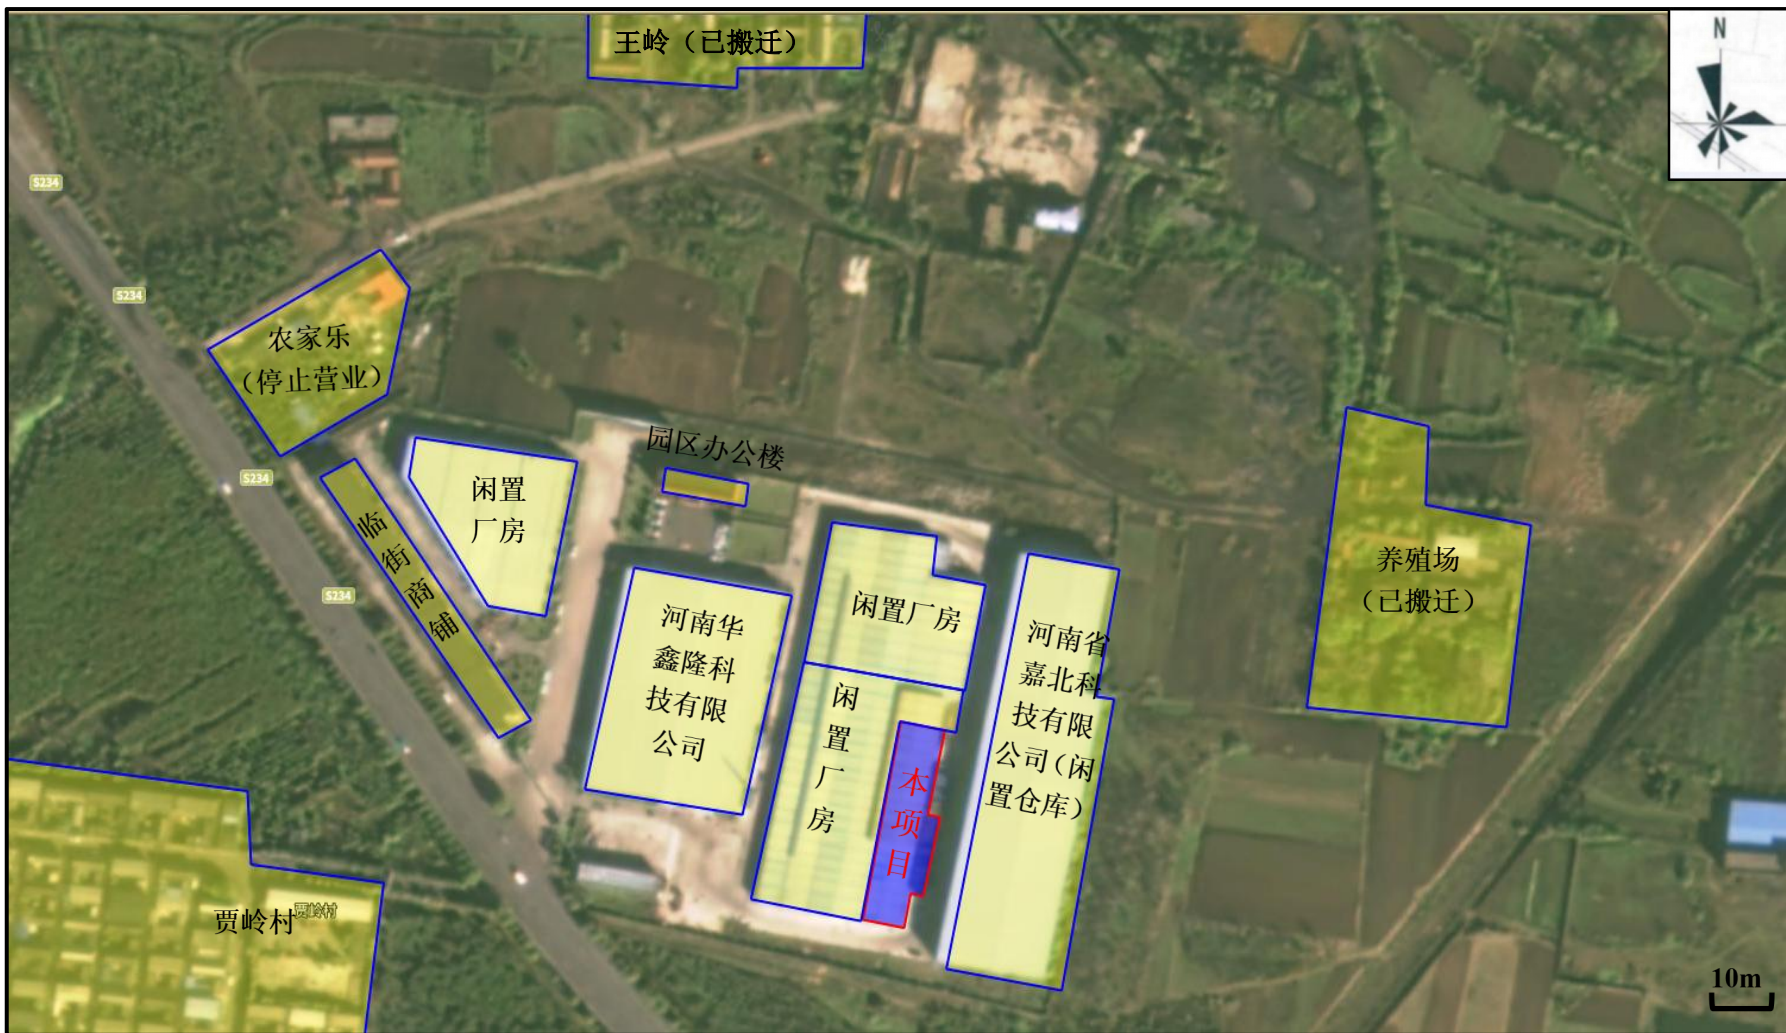 王岭（已搬迁）
N
S234
S234
农家乐
（停止营业）
园区办公楼
S234
闲置
厂房
临
街
商
铺
S234
河南华
鑫隆科
技有限
公司
闲置厂房
闲
置
厂
房
本
项
目
河南省
嘉北科
技有限
公司（闲
置仓库）
养殖场
（已搬迁）
贾岭村
贾岭村
10m